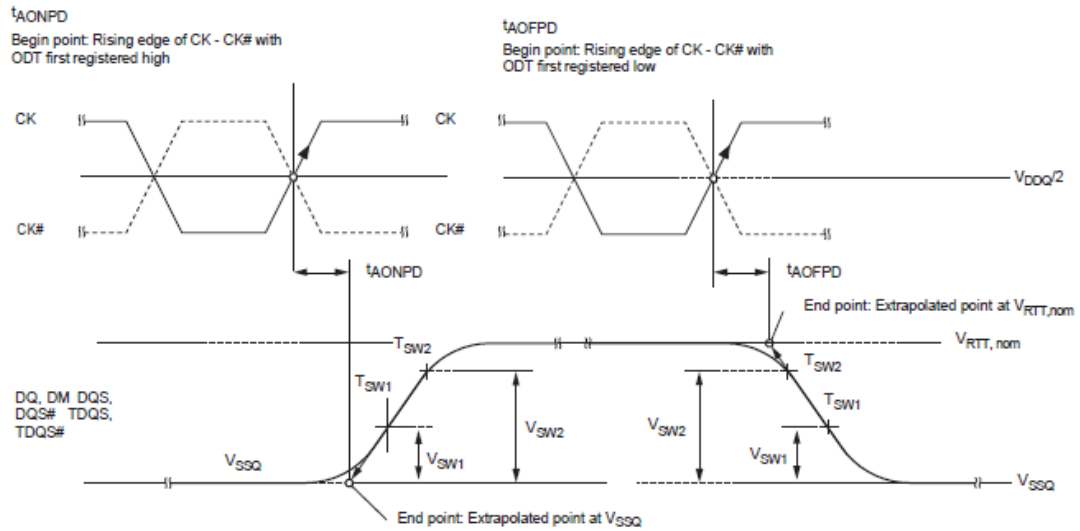 tAONPD
Begin point: Rising edge of CK - CK# with
ODT first registered high
tAOFPD
Begin point: Rising edge of CK - CK# with
ODT first registered low
CK
CK
VDDQ/2
CK#
CK#
tAONPD
tAOFPD
End point: Extrapolated point at VRTT,nom
TSW2
VRTT, nom
TSW2
TSW1
TSW1
DQ, DM DQS,
DQS# TDQS,
TDQS#
VSW2
VSW2
VSSQ
VSW1
VSW1
VSSQ
End point: Extrapolated point at VSSQ